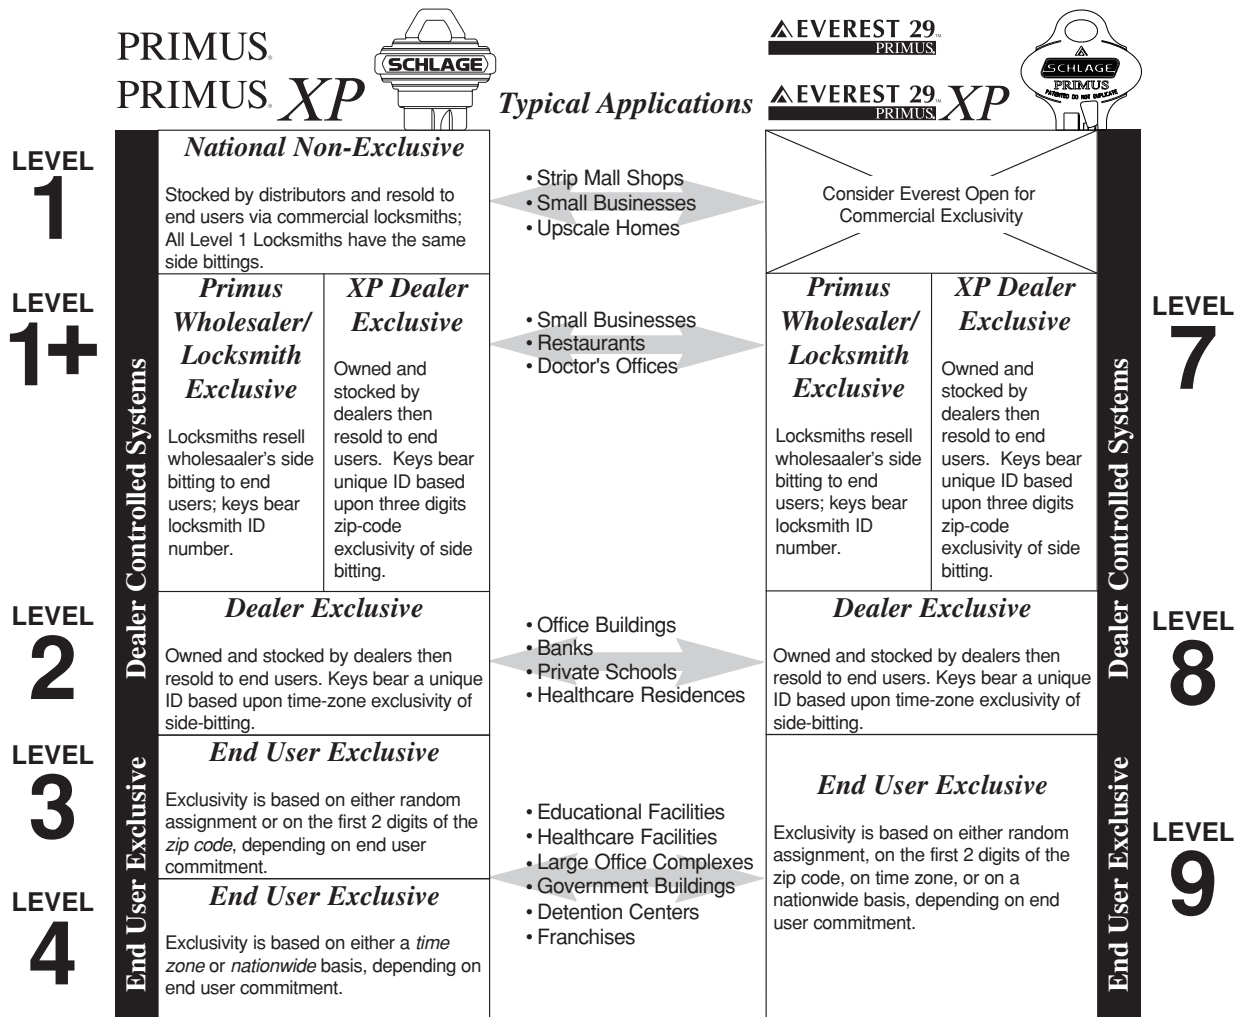 PRIMUS®
PRIMUS® XP
SCHLAGE
Typical Applications
EVEREST 29™
PRIMUS®
EVEREST 29™
PRIMUS® XP
SCHLAGE
PRIMUS
PATENTED DO NOT DUPLICATE
LEVEL
1
National Non-Exclusive
Stocked by distributors and resold to
end users via commercial locksmiths;
All Level 1 Locksmiths have the same
side bittings.
• Strip Mall Shops
• Small Businesses
• Upscale Homes
Consider Everest Open for
Commercial Exclusivity
LEVEL
1+
Dealer Controlled Systems
Primus
Wholesaler/
Locksmith
Exclusive
Locksmiths resell
wholesaaler's side
bitting to end
users; keys bear
locksmith ID
number.
XP Dealer
Exclusive
Owned and
stocked by
dealers then
resold to end
users. Keys bear
unique ID based
upon three digits
zip-code
exclusivity of side
bitting.
• Small Businesses
• Restaurants
• Doctor's Offices
Primus
Wholesaler/
Locksmith
Exclusive
Locksmiths resell
wholesaaler's side
bitting to end
users; keys bear
locksmith ID
number.
XP Dealer
Exclusive
Owned and
stocked by
dealers then
resold to end
users. Keys bear
unique ID based
upon three digits
zip-code
exclusivity of side
bitting.
Dealer Controlled Systems
LEVEL
7
LEVEL
2
Dealer Exclusive
Owned and stocked by dealers then
resold to end users. Keys bear a unique
ID based upon time-zone exclusivity of
side-bitting.
• Office Buildings
• Banks
• Private Schools
• Healthcare Residences
Dealer Exclusive
Owned and stocked by dealers then
resold to end users. Keys bear a unique
ID based upon time-zone exclusivity of
side-bitting.
LEVEL
8
LEVEL
3
End User Exclusive
End User Exclusive
Exclusivity is based on either random
assignment or on the first 2 digits of the
zip code, depending on end user
commitment.
LEVEL
4
End User Exclusive
Exclusivity is based on either a time
zone or nationwide basis, depending on
end user commitment.
• Educational Facilities
• Healthcare Facilities
• Large Office Complexes
• Government Buildings
• Detention Centers
• Franchises
End User Exclusive
Exclusivity is based on either random
assignment, on the first 2 digits of the
zip code, on time zone, or on a
nationwide basis, depending on end
user commitment.
End User Exclusive
LEVEL
9